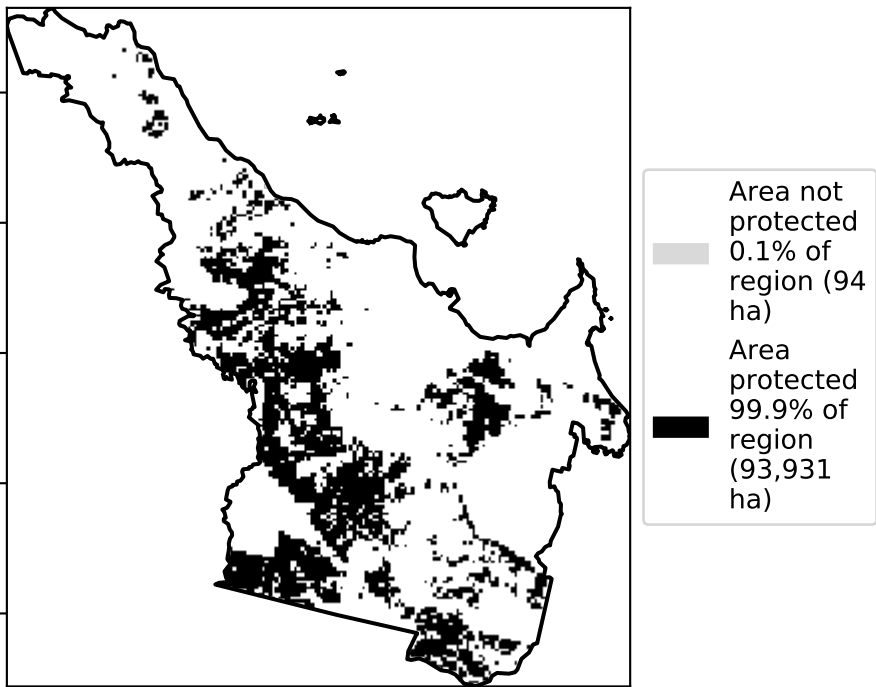 Area not
protected
0.1% of
region (94
ha)
Area
protected
99.9% of
region
(93,931
ha)